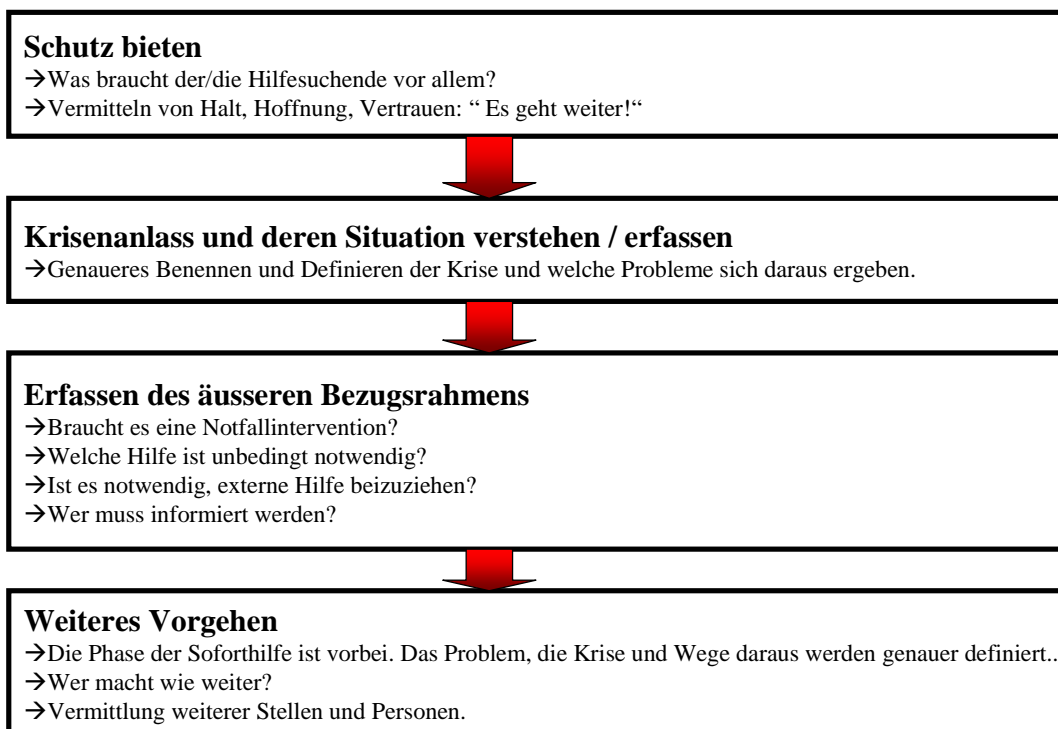 Schutz bieten
→Was braucht der/die Hilfesuchende vor allem?
→Vermitteln von Halt, Hoffnung, Vertrauen: “ Es geht weiter!“
Krisenanlass und deren Situation verstehen / erfassen
→Genaueres Benennen und Definieren der Krise und welche Probleme sich daraus ergeben.
Erfassen des äusseren Bezugsrahmens
→Braucht es eine Notfallintervention?
→Welche Hilfe ist unbedingt notwendig?
→Ist es notwendig, externe Hilfe beizuziehen?
→Wer muss informiert werden?
Weiteres Vorgehen
→Die Phase der Soforthilfe ist vorbei. Das Problem, die Krise und Wege daraus werden genauer definiert..
→Wer macht wie weiter?
→Vermittlung weiterer Stellen und Personen.